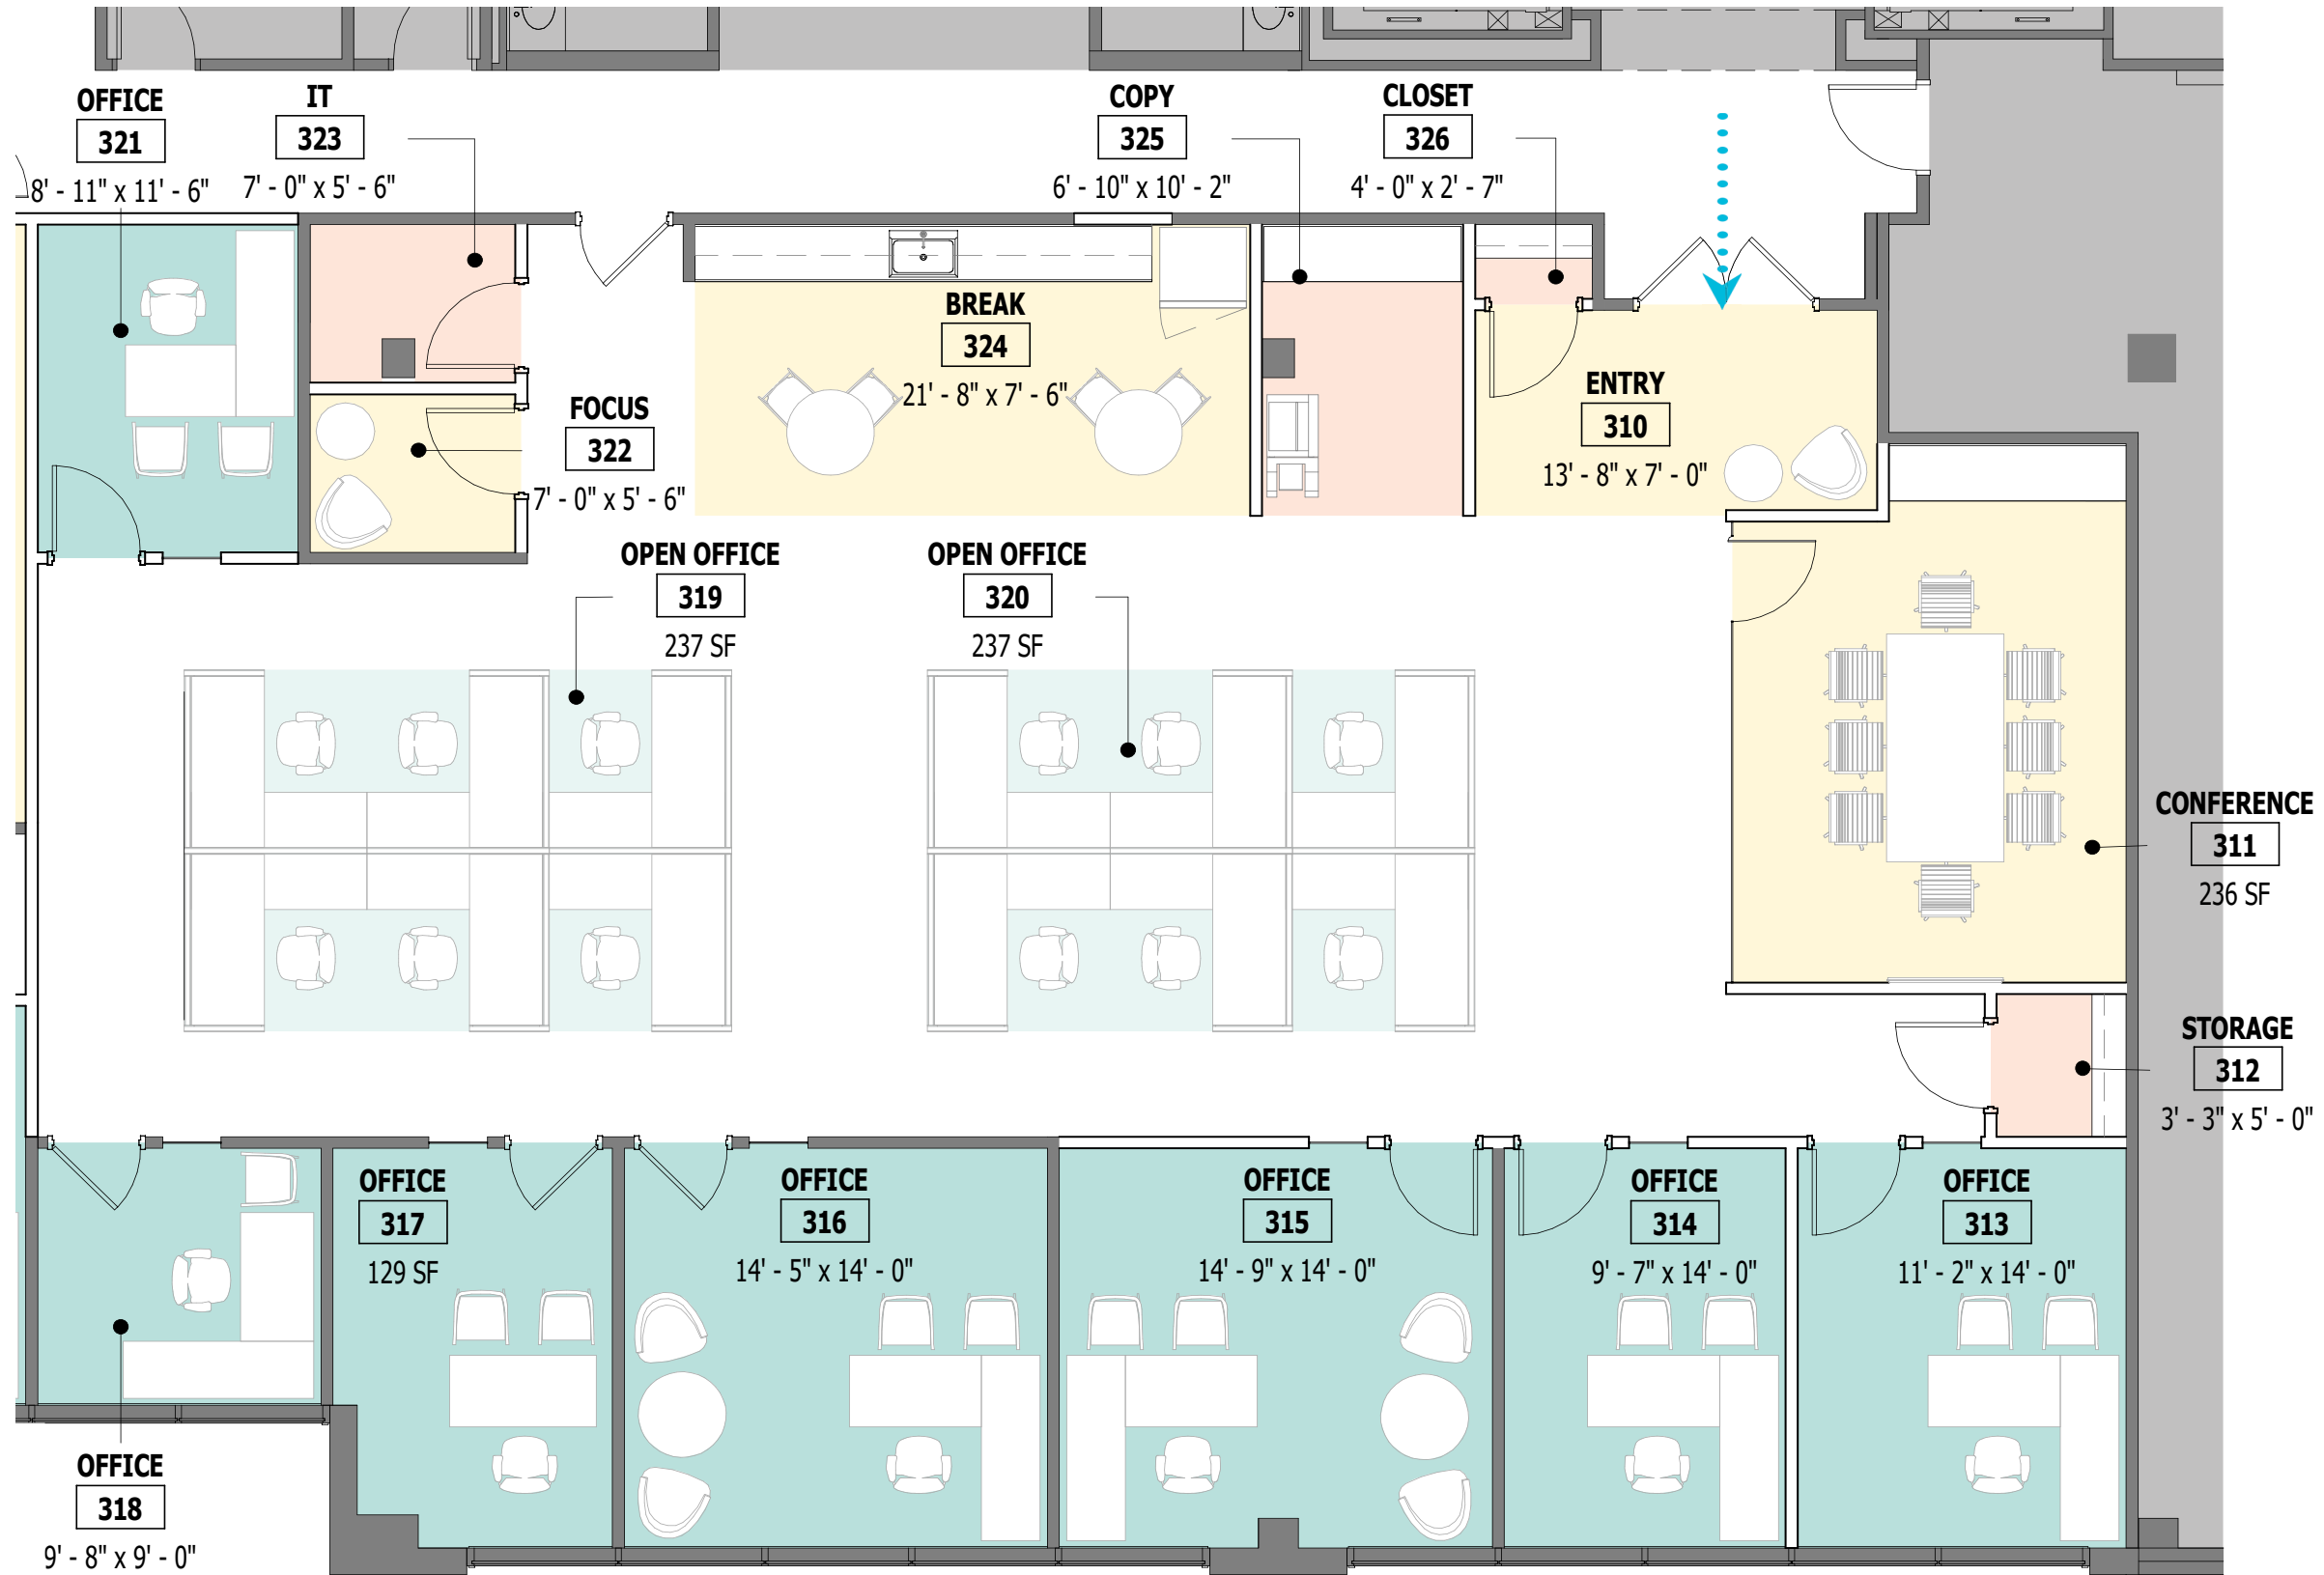 OFFICE
321
8' - 11" x 11' - 6"
IT
323
7' - 0" x 5' - 6"
COPY
325
6' - 10" x 10' - 2"
CLOSET
326
4' - 0" x 2' - 7"
BREAK
324
21' - 8" x 7' - 6"
ENTRY
310
13' - 8" x 7' - 0"
FOCUS
322
7' - 0" x 5' - 6"
OPEN OFFICE
319
237 SF
OPEN OFFICE
320
237 SF
CONFERENCE
311
236 SF
STORAGE
312
3' - 3" x 5' - 0"
OFFICE
317
129 SF
OFFICE
316
14' - 5" x 14' - 0"
OFFICE
315
14' - 9" x 14' - 0"
OFFICE
314
9' - 7" x 14' - 0"
OFFICE
313
11' - 2" x 14' - 0"
OFFICE
318
9' - 8" x 9' - 0"